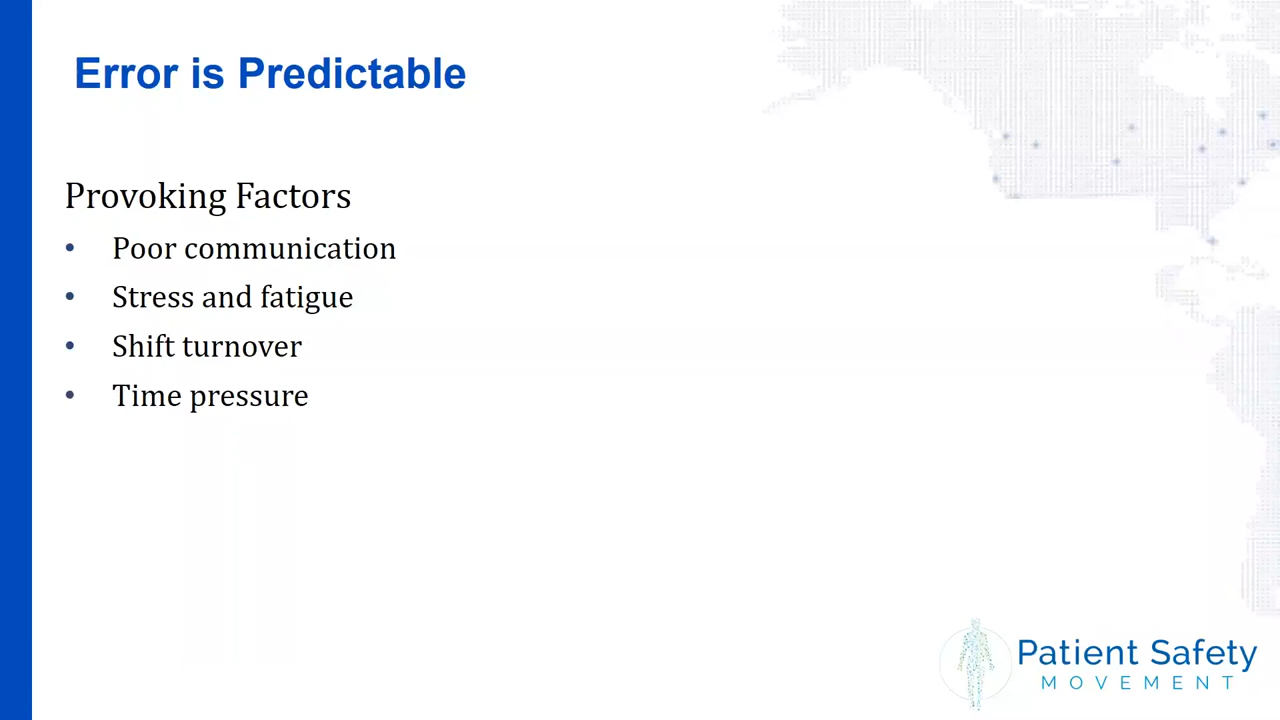 Error is Predictable
Provoking Factors
• Poor communication
• Stress and fatigue
• Shift turnover
• Time pressure
Patient Safety
MOVEMENT